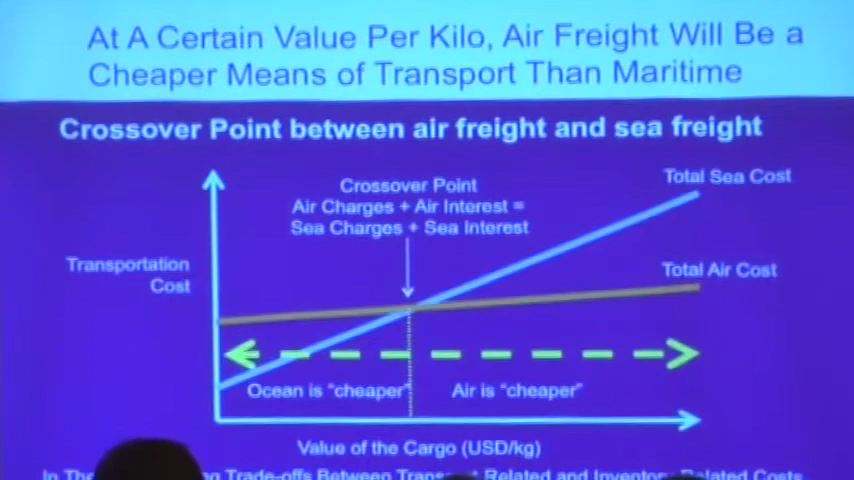 At A Certain Value Per Kilo, Air Freight Will Be a
Cheaper Means of Transport Than Maritime
Crossover Point between air freight and sea freight
Crossover Point
Air Charges + Air Interest =
Sea Charges + Sea Interest
Total Sea Cost
Transportation
Cost
Total Air Cost
Ocean is "cheaper"
Air is "cheaper"
Value of the Cargo (USD/kg)
In Trade-offs Between Related and Costs